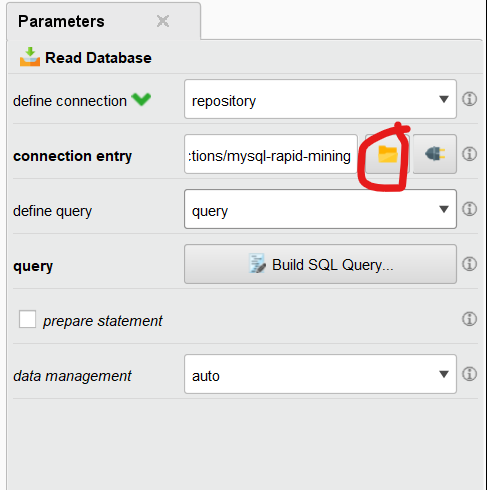 Parameters
Read Database
define connection repository
connection entry :tions/mysql-rapid-mining
define query query
query Build SQL Query...
prepare statement
data management auto